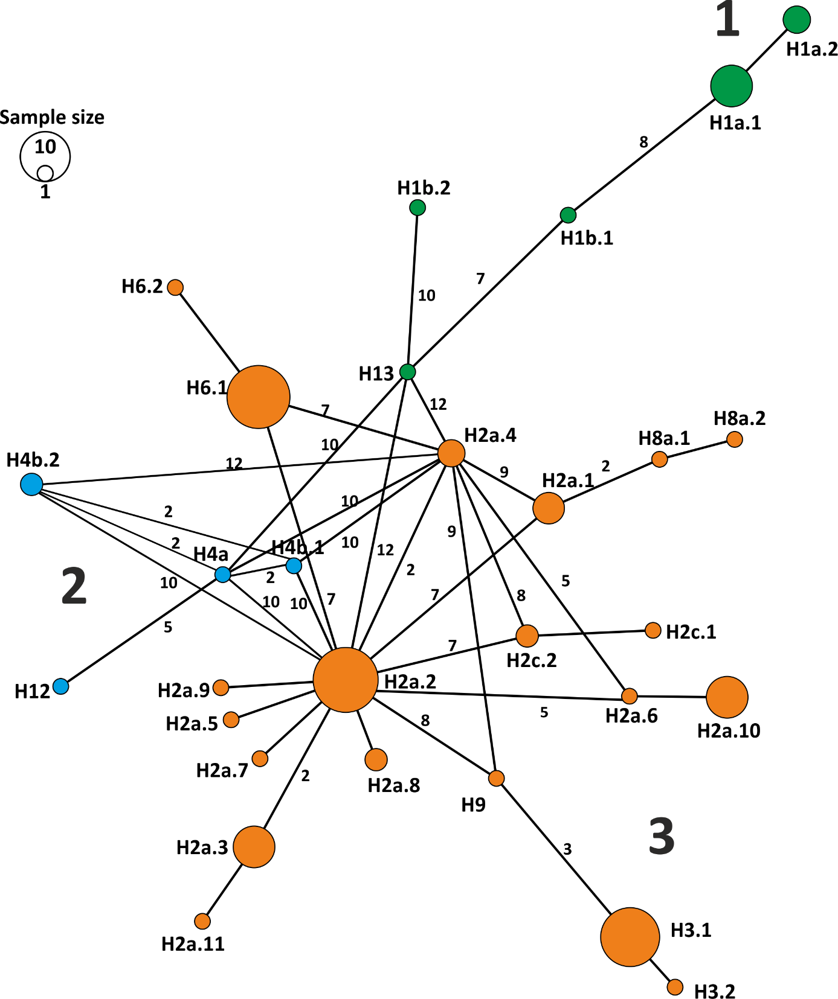 1
H1a.2
Sample size
10
1
H1a.1
8
H1b.2
H1b.1
7
H6.2
10
H13
H6.1
12
7
H2a.4
H8a.2
H8a.1
10
H4b.2
12
9
2
H2a.1
10
2
9
2
H4a
H4b.1
10
12
2
2
10
2
5
7
8
10
10
7
5
H2c.1
7
H2c.2
H12
H2a.9
H2a.2
H2a.5
8
5
H2a.6
H2a.10
H2a.7
2
H2a.8
H9
3
H2a.3
3
H2a.11
H3.1
H3.2